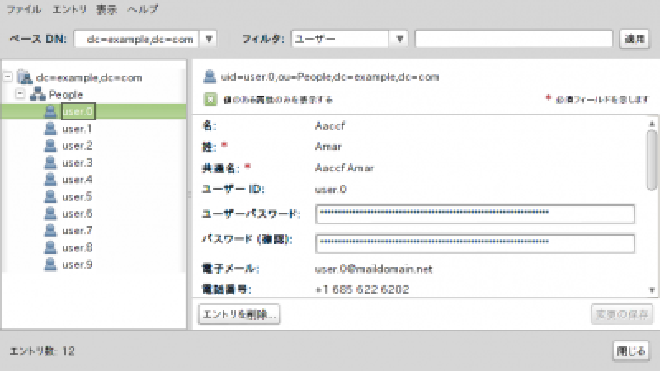 ファイル エントリ 表示 ヘルプ
ベース DN: dc=example,dc=com フィルタ: ユーザー 適用
dc=example,dc=com
People
user.0
user.1
user.2
user.3
user.4
user.5
user.6
user.7
user.8
user.9
uid=user.0,ou=People,dc=example,dc=com
値のある属性のみを表示する * 必須フィールドを示します
名: Aaccf
姓: * Amar
共通名: * Aaccf Amar
ユーザー ID: user.0
ユーザーパスワード:
パスワード (確認):
電子メール: user.0@maildomain.net
電話番号: +1 685 622 6202
エントリを削除... 変更の保存
エントリ数: 12 閉じる